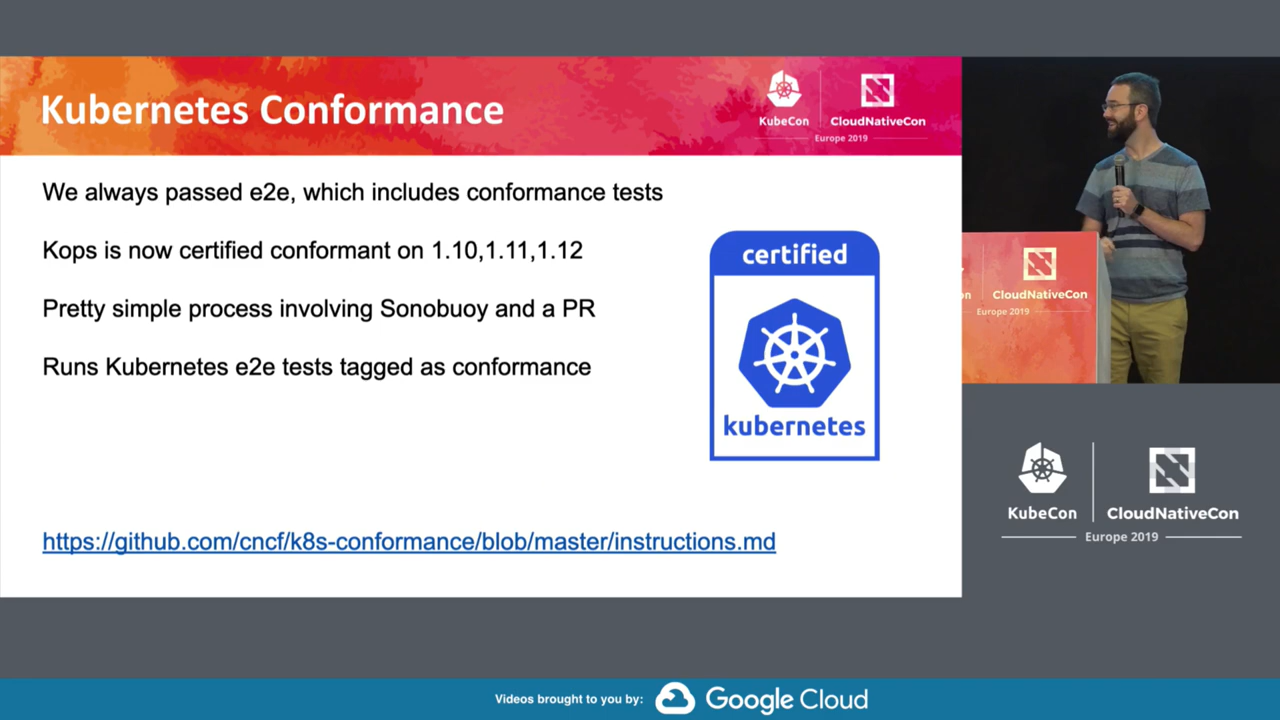 Kubernetes Conformance
KubeCon
CloudNativeCon
Europe 2019
We always passed e2e, which includes conformance tests
Kops is now certified conformant on 1.10,1.11,1.12
Pretty simple process involving Sonobuoy and a PR
Runs Kubernetes e2e tests tagged as conformance
certified
kubernetes
https://github.com/cncf/k8s-conformance/blob/master/instructions.md
on
CloudNativeCon
Europe 2019
KubeCon
CloudNativeCon
Europe 2019
Videos brought to you by:
Google Cloud